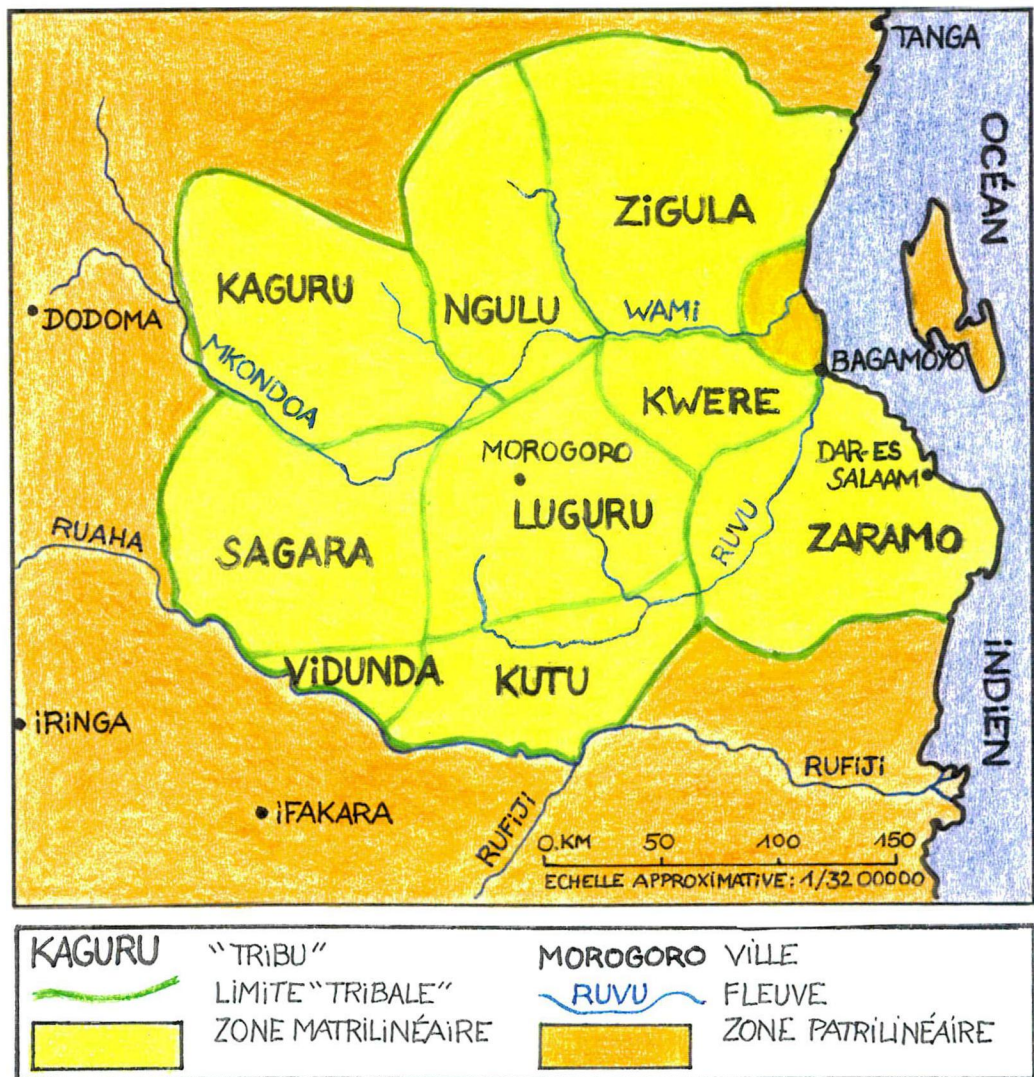 TANGA
OCÉAN
ZIGULA
KAGURU
NGULU
WAMI
DODOMA
MKONDOA
BAGAMOYO
KWERE
MOROGORO
DAR-ES
SALAAM
LUGURU
RUVU
RUAHA
SAGARA
ZARAMO
VIDUNDA
KUTU
INDIEN
IRINGA
RUFIJI
IFAKARA
RUFIJI
0 KM 50 100 150
ECHELLE APPROXIMATIVE: 1/32 00000
KAGURU "TRIBU"
LIMITE "TRIBALE"
ZONE MATRILINÉAIRE
MOROGORO VILLE
RUVU FLEUVE
ZONE PATRILINÉAIRE